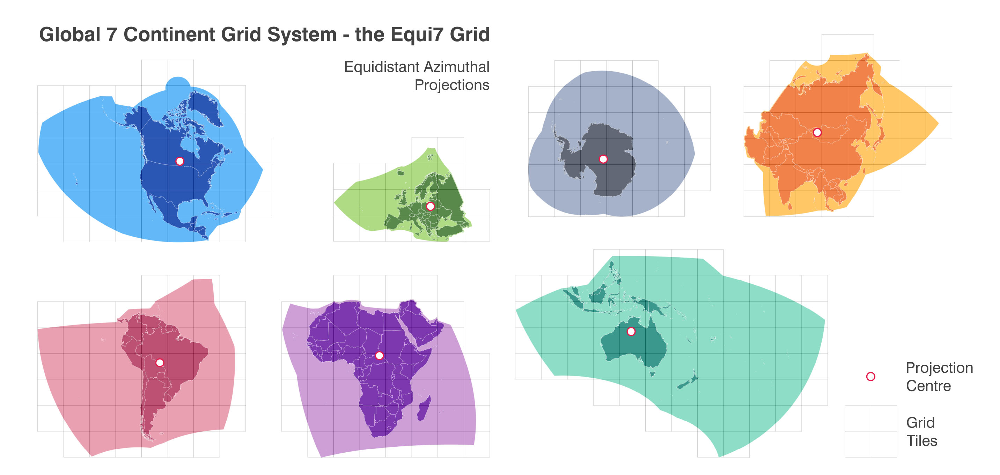 Global 7 Continent Grid System - the Equi7 Grid
Equidistant Azimuthal
Projections
Projection
Centre
Grid
Tiles